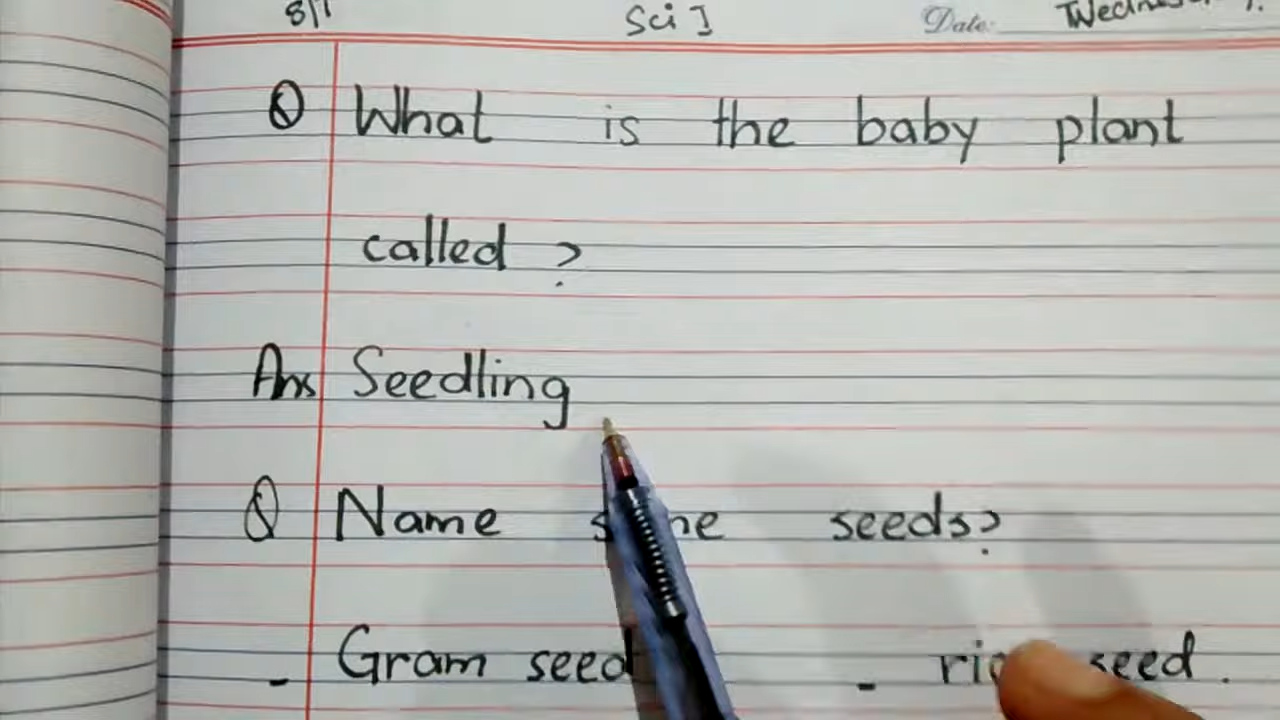 8/1 Sci I Date:
Q What is the baby plant
called ?
Ans Seedling
Q Name seeds?
- Gram seed - seed.